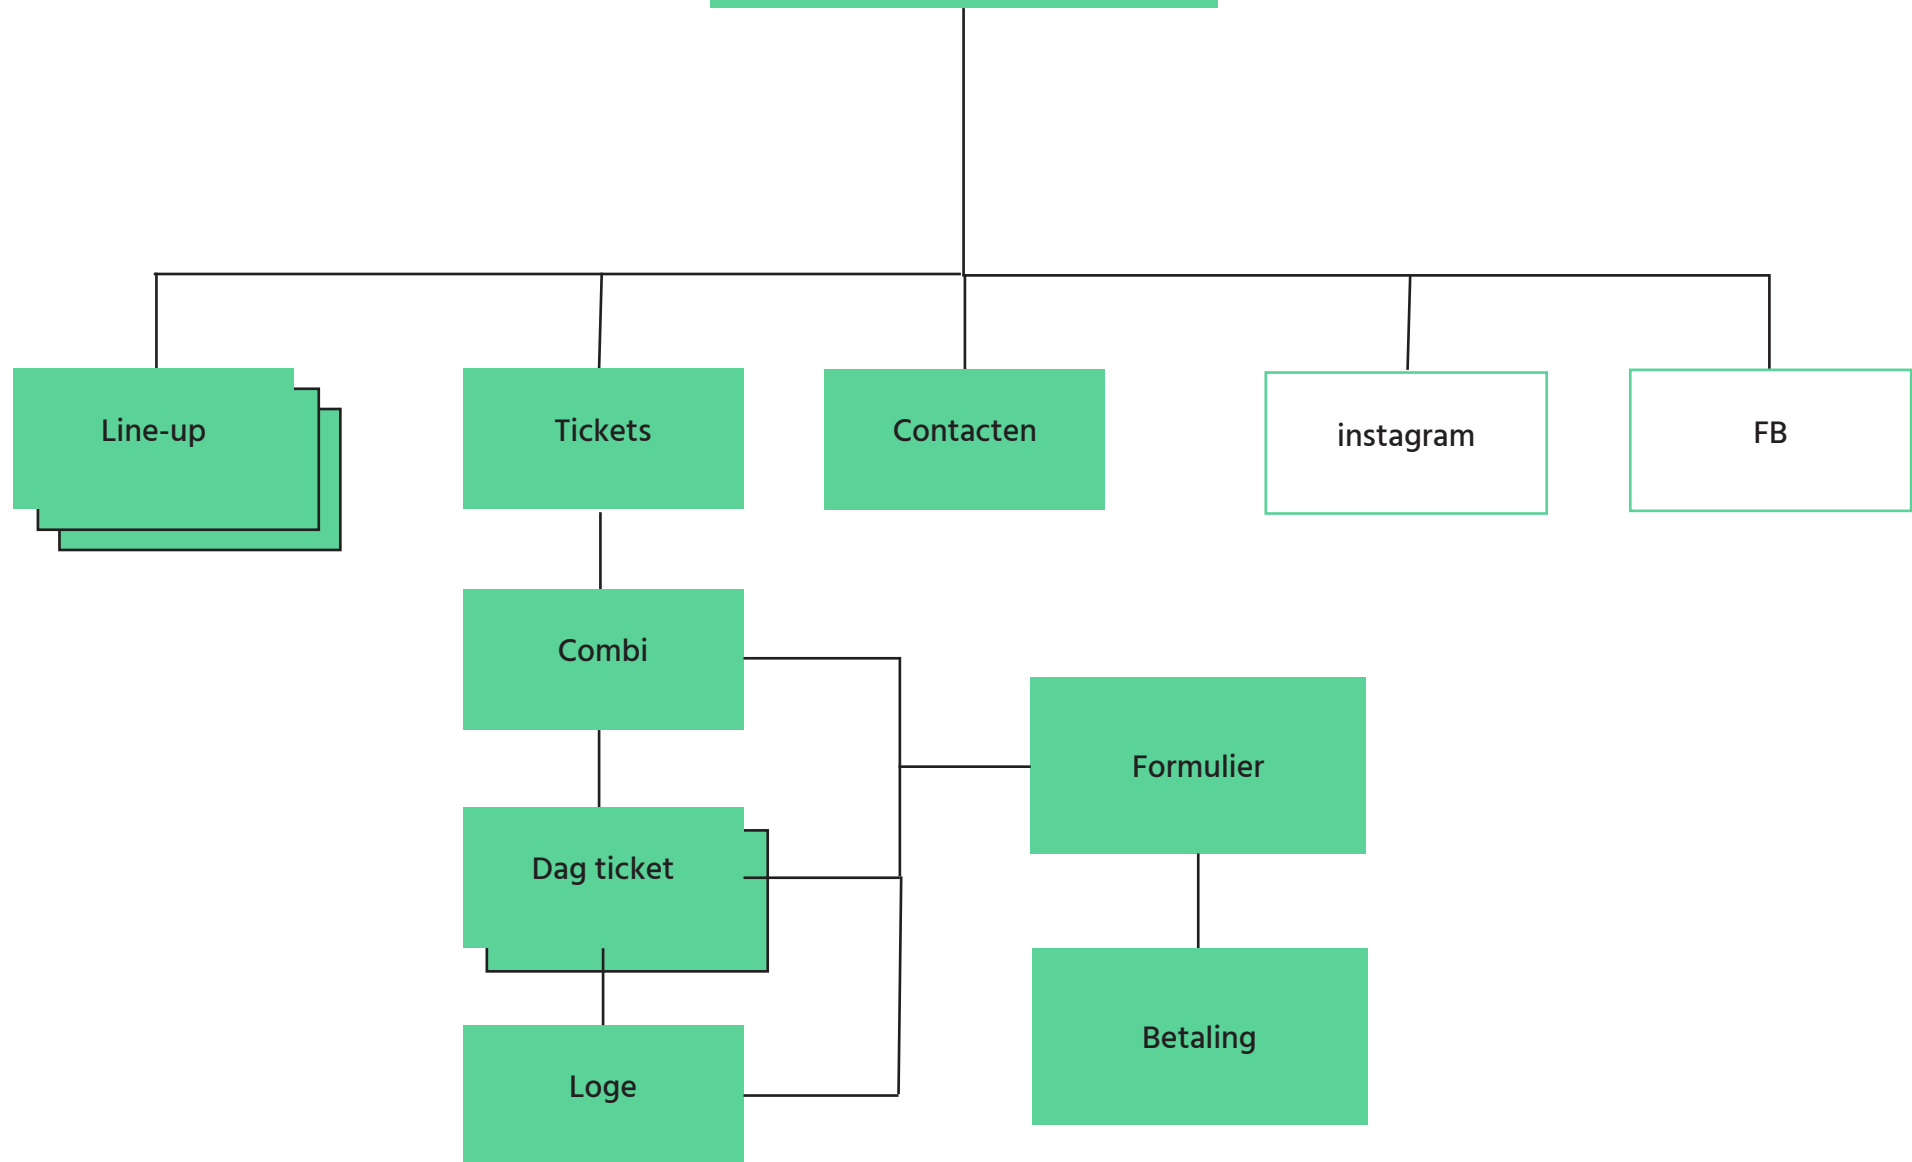 Line-up
Tickets
Contacten
instagram
FB
Combi
Formulier
Dag ticket
Betaling
Loge